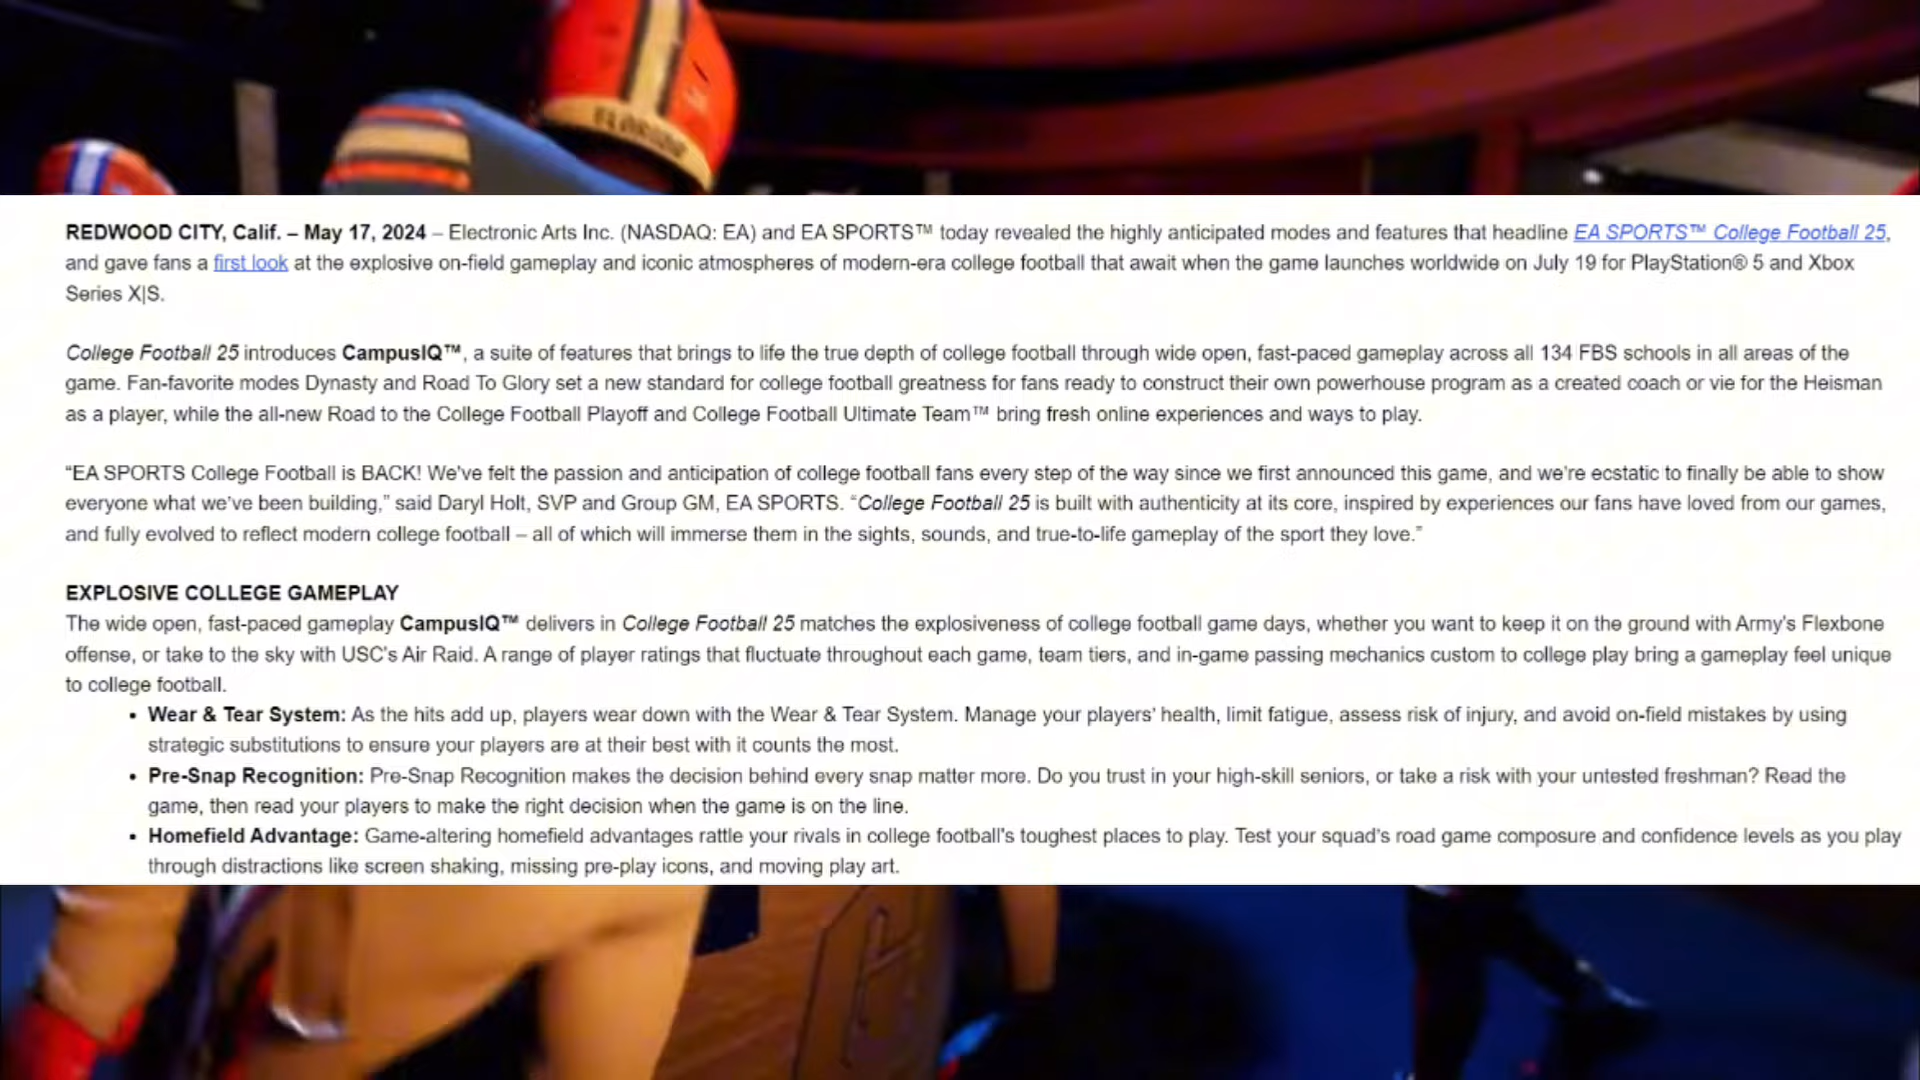 FLORIDA
REDWOOD CITY, Calif. – May 17, 2024 – Electronic Arts Inc. (NASDAQ: EA) and EA SPORTS™ today revealed the highly anticipated modes and features that headline EA SPORTS™ College Football 25,
and gave fans a first look at the explosive on-field gameplay and iconic atmospheres of modern-era college football that await when the game launches worldwide on July 19 for PlayStation® 5 and Xbox
Series X|S.
College Football 25 introduces CampusIQ™, a suite of features that brings to life the true depth of college football through wide open, fast-paced gameplay across all 134 FBS schools in all areas of the
game. Fan-favorite modes Dynasty and Road To Glory set a new standard for college football greatness for fans ready to construct their own powerhouse program as a created coach or vie for the Heisman
as a player, while the all-new Road to the College Football Playoff and College Football Ultimate Team™ bring fresh online experiences and ways to play.
“EA SPORTS College Football is BACK! We've felt the passion and anticipation of college football fans every step of the way since we first announced this game, and we're ecstatic to finally be able to show
everyone what we've been building,” said Daryl Holt, SVP and Group GM, EA SPORTS. “College Football 25 is built with authenticity at its core, inspired by experiences our fans have loved from our games,
and fully evolved to reflect modern college football – all of which will immerse them in the sights, sounds, and true-to-life gameplay of the sport they love.”
EXPLOSIVE COLLEGE GAMEPLAY
The wide open, fast-paced gameplay CampusIQ™ delivers in College Football 25 matches the explosiveness of college football game days, whether you want to keep it on the ground with Army's Flexbone
offense, or take to the sky with USC's Air Raid. A range of player ratings that fluctuate throughout each game, team tiers, and in-game passing mechanics custom to college play bring a gameplay feel unique
to college football.
• Wear & Tear System: As the hits add up, players wear down with the Wear & Tear System. Manage your players' health, limit fatigue, assess risk of injury, and avoid on-field mistakes by using
strategic substitutions to ensure your players are at their best with it counts the most.
• Pre-Snap Recognition: Pre-Snap Recognition makes the decision behind every snap matter more. Do you trust in your high-skill seniors, or take a risk with your untested freshman? Read the
game, then read your players to make the right decision when the game is on the line.
• Homefield Advantage: Game-altering homefield advantages rattle your rivals in college football's toughest places to play. Test your squad's road game composure and confidence levels as you play
through distractions like screen shaking, missing pre-play icons, and moving play art.